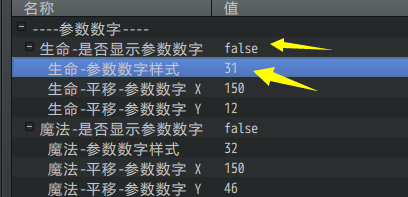 名称 值
----参数数字----
生命-是否显示参数数字 false
生命-参数数字样式 31
生命-平移-参数数字 X 150
生命-平移-参数数字 Y 12
魔法-是否显示参数数字 false
魔法-参数数字样式 32
魔法-平移-参数数字 X 150
魔法-平移-参数数字 Y 46